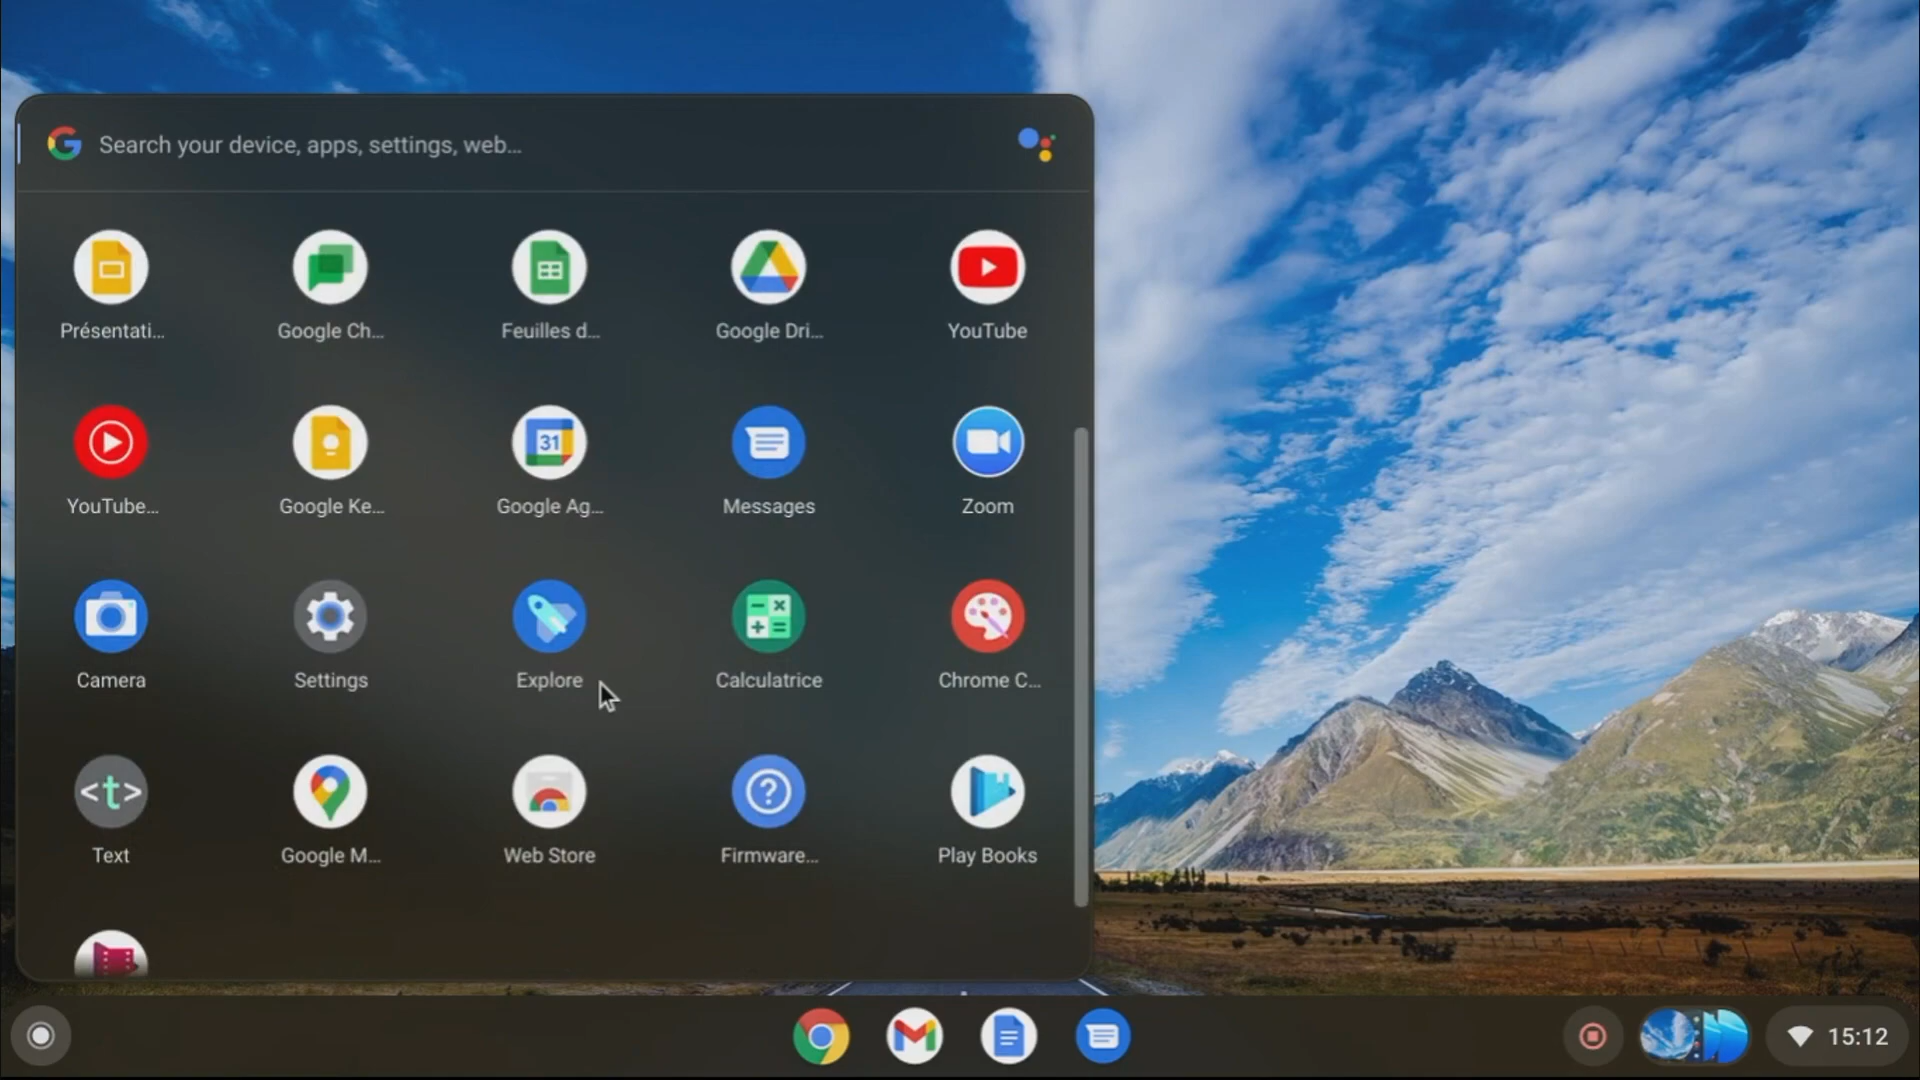 Search your device, apps, settings, web...
Présentati...
Google Ch...
Feuilles d...
Google Dri...
YouTube
YouTube...
Google Ke...
31
Google Ag...
Messages
Zoom
Camera
Settings
Explore
Calculatrice
Chrome C...
<t>
Text
Google M...
Web Store
?
Firmware...
Play Books
15:12